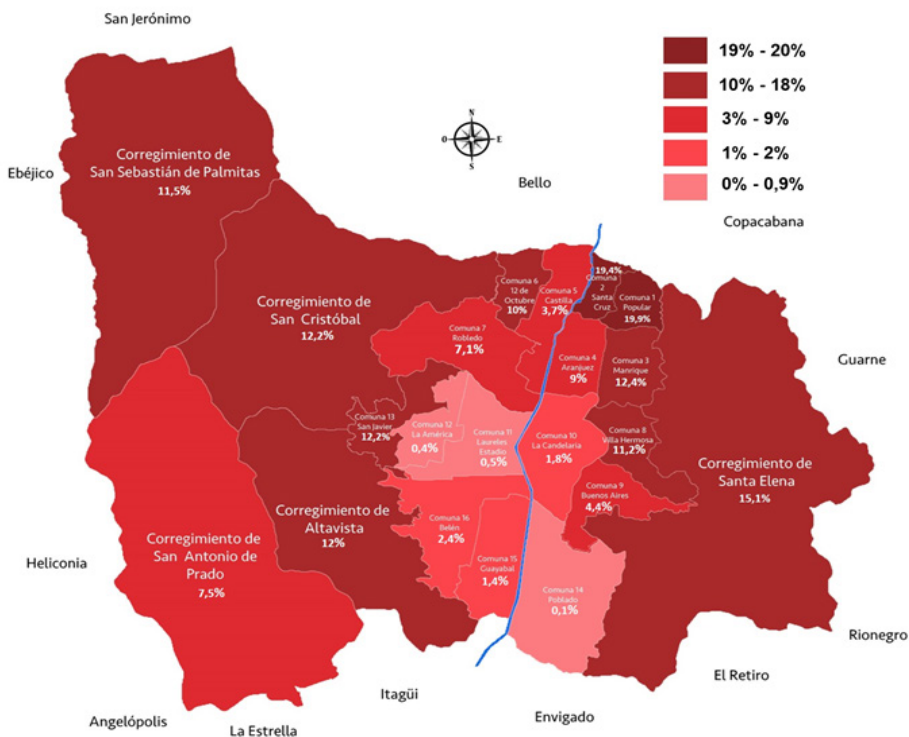 San Jerónimo
19% - 20%
10% - 18%
3% - 9%
1% - 2%
0% - 0,9%
N
O
E
S
Corregimiento de
San Sebastián de Palmitas
11,5%
Ebéjico
Bello
Copacabana
Corregimiento de
San Cristóbal
12,2%
Comuna 6
12 de
Octubre
10%
Comuna 5
Castilla
3,7%
19,4%
Comuna
2
Santa
Cruz
Comuna 1
Popular
19,9%
Comuna 7
Robledo
7,1%
Comuna 4
Aranjuez
9%
Comuna 3
Manrique
12,4%
Guarne
Comuna 13
San Javier
12,2%
Comuna 12
La América
0,4%
Comuna 11
Laureles
Estadio
0,5%
Comuna 10
La Candelaria
1,8%
Comuna 8
Villa Hermosa
11,2%
Corregimiento de
Santa Elena
15,1%
Comuna 9
Buenos Aires
4,4%
Corregimiento de
Altavista
12%
Comuna 16
Belén
2,4%
Comuna 15
Guayabal
1,4%
Comuna 14
Poblado
0,1%
Heliconia
Corregimiento de
San Antonio de
Prado
7,5%
Rionegro
El Retiro
Itagüi
Envigado
Angelópolis
La Estrella